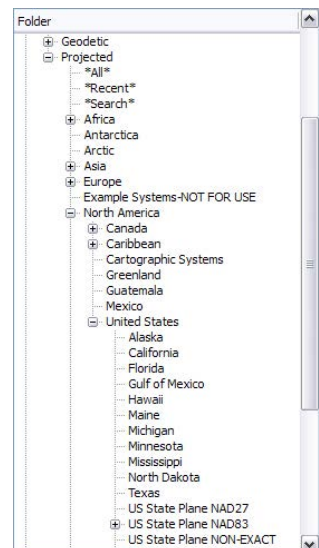 Folder
Geodetic
Projected
*All*
*Recent*
*Search*
Africa
Antarctica
Arctic
Asia
Europe
Example Systems-NOT FOR USE
North America
Canada
Caribbean
Cartographic Systems
Greenland
Guatemala
Mexico
United States
Alaska
California
Florida
Gulf of Mexico
Hawaii
Maine
Michigan
Minnesota
Mississippi
North Dakota
Texas
US State Plane NAD27
US State Plane NAD83
US State Plane NON-EXACT